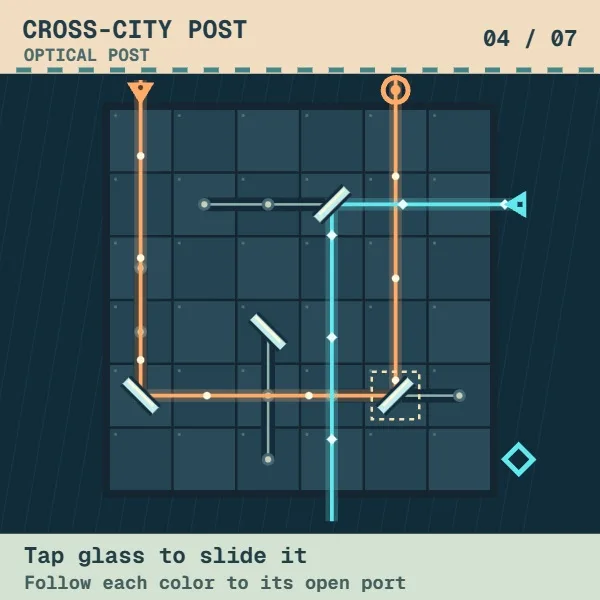 CROSS-CITY POST
OPTICAL POST
04 / 07
Tap glass to slide it
Follow each color to its open port